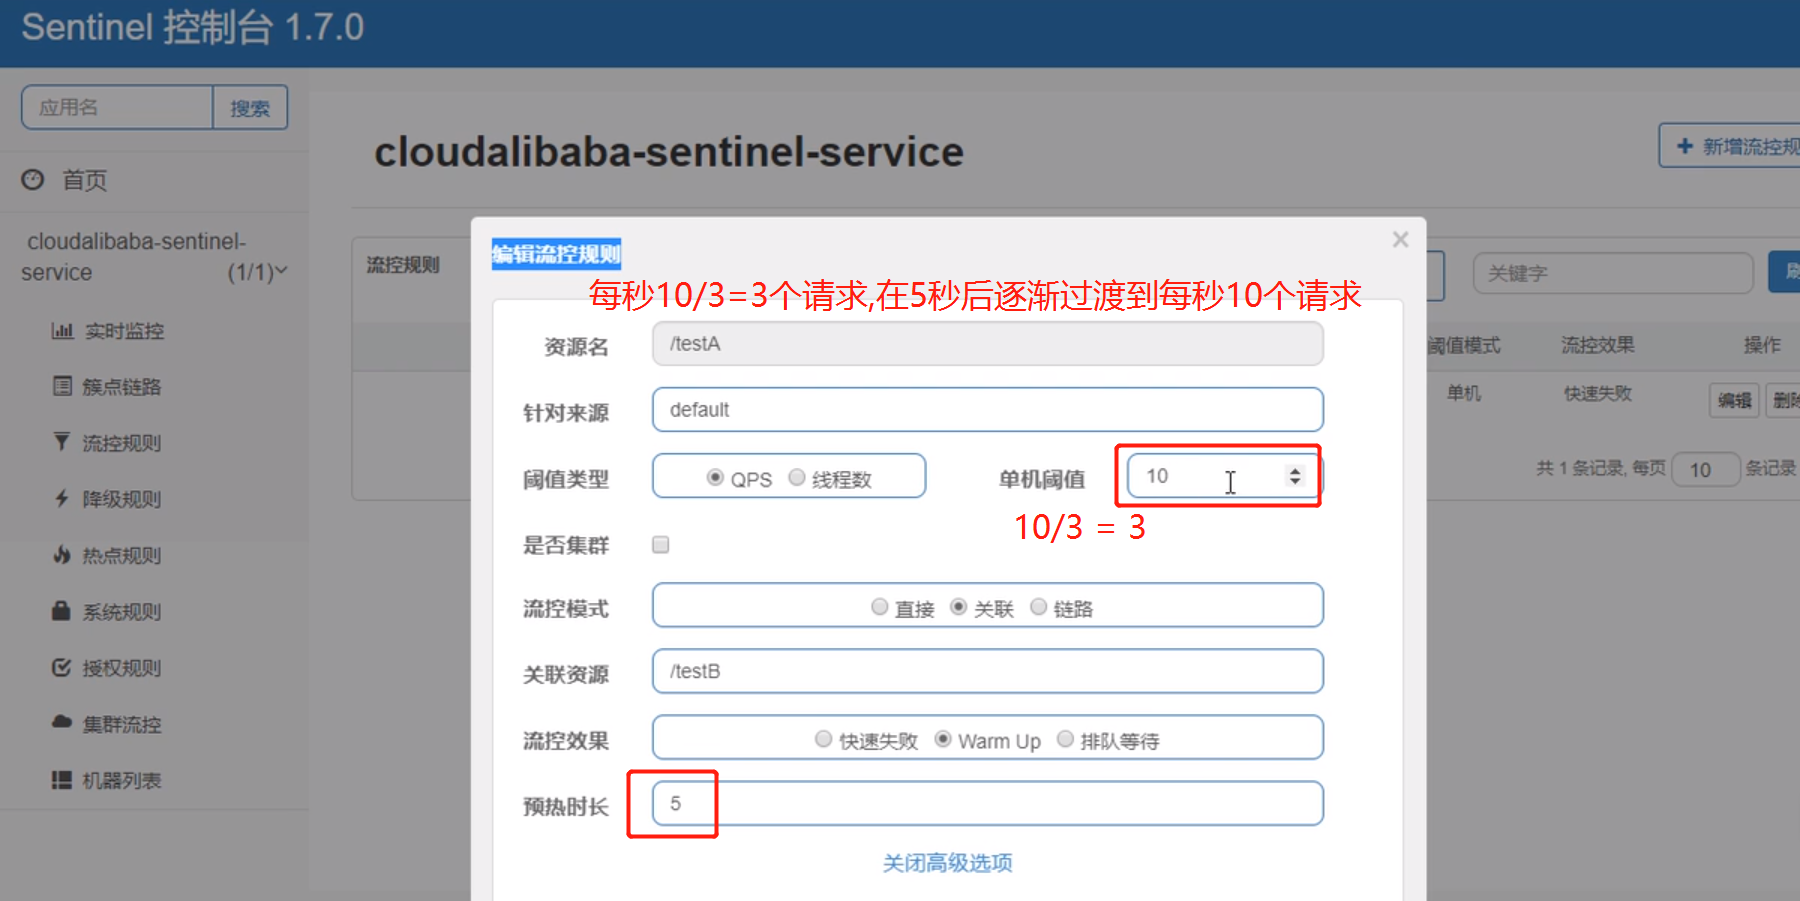 Sentinel 控制台 1.7.0
应用名
搜索
首页
cloudalibaba-sentinel-
service
(1/1)
实时监控
簇点链路
流控规则
降级规则
热点规则
系统规则
授权规则
集群流控
机器列表
cloudalibaba-sentinel-service
+ 新增流控规
流控规则
关键字
刷
阈值模式
流控效果
操作
单机
快速失败
编辑
删除
共 1 条记录, 每页
10
条记录
编辑流控规则
每秒10/3=3个请求,在5秒后逐渐过渡到每秒10个请求
资源名
/testA
针对来源
default
阈值类型
QPS
线程数
单机阈值
10
10/3 = 3
是否集群
流控模式
直接
关联
链路
关联资源
/testB
流控效果
快速失败
Warm Up
排队等待
预热时长
5
关闭高级选项